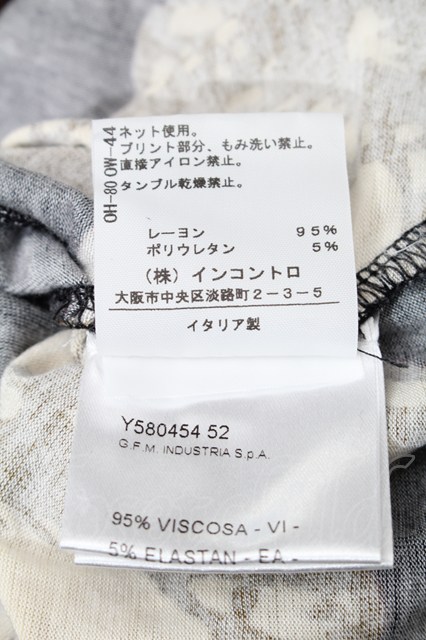 OH-80 OW-44
ネット使用。
プリント部分、もみ洗い禁止。
直接アイロン禁止。
タンブル乾燥禁止。
レーヨン 95%
ポリウレタン 5%
(株) インコントロ
大阪市中央区淡路町2-3-5
イタリア製
Y580454 52
G.F.M. INDUSTRIA S.p.A.
95% VISCOSA - VI -
5% ELASTAN - EA -